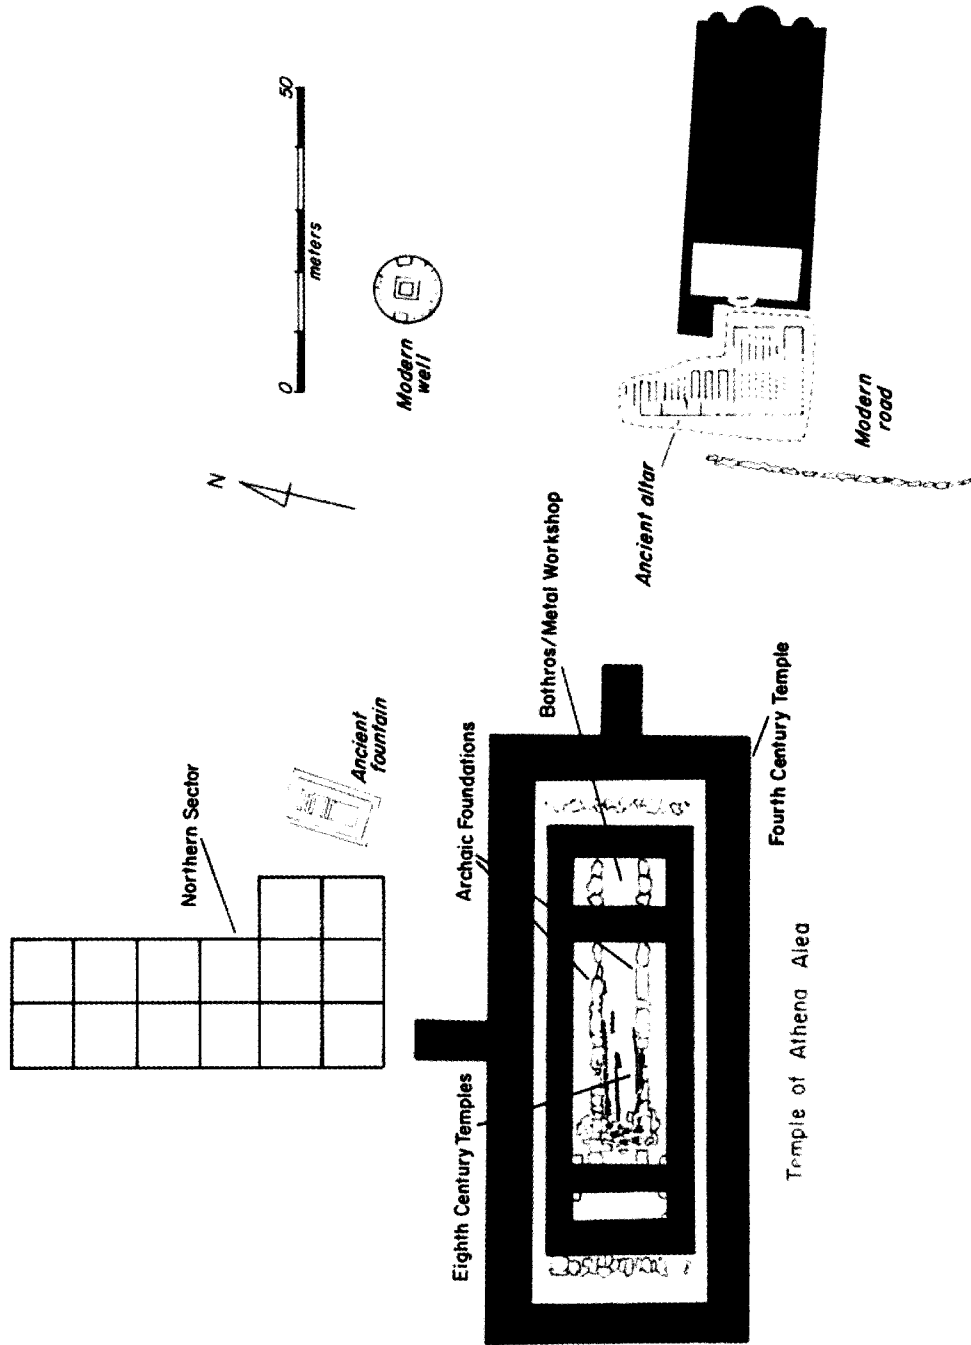 0
50
meters
Modern
well
N
Northern Sector
Ancient
fountain
Ancient altar
Modern
road
Bothros/Metal Workshop
Archaic Foundations
Eighth Century Temples
Fourth Century Temple
Temple of Athena Alea